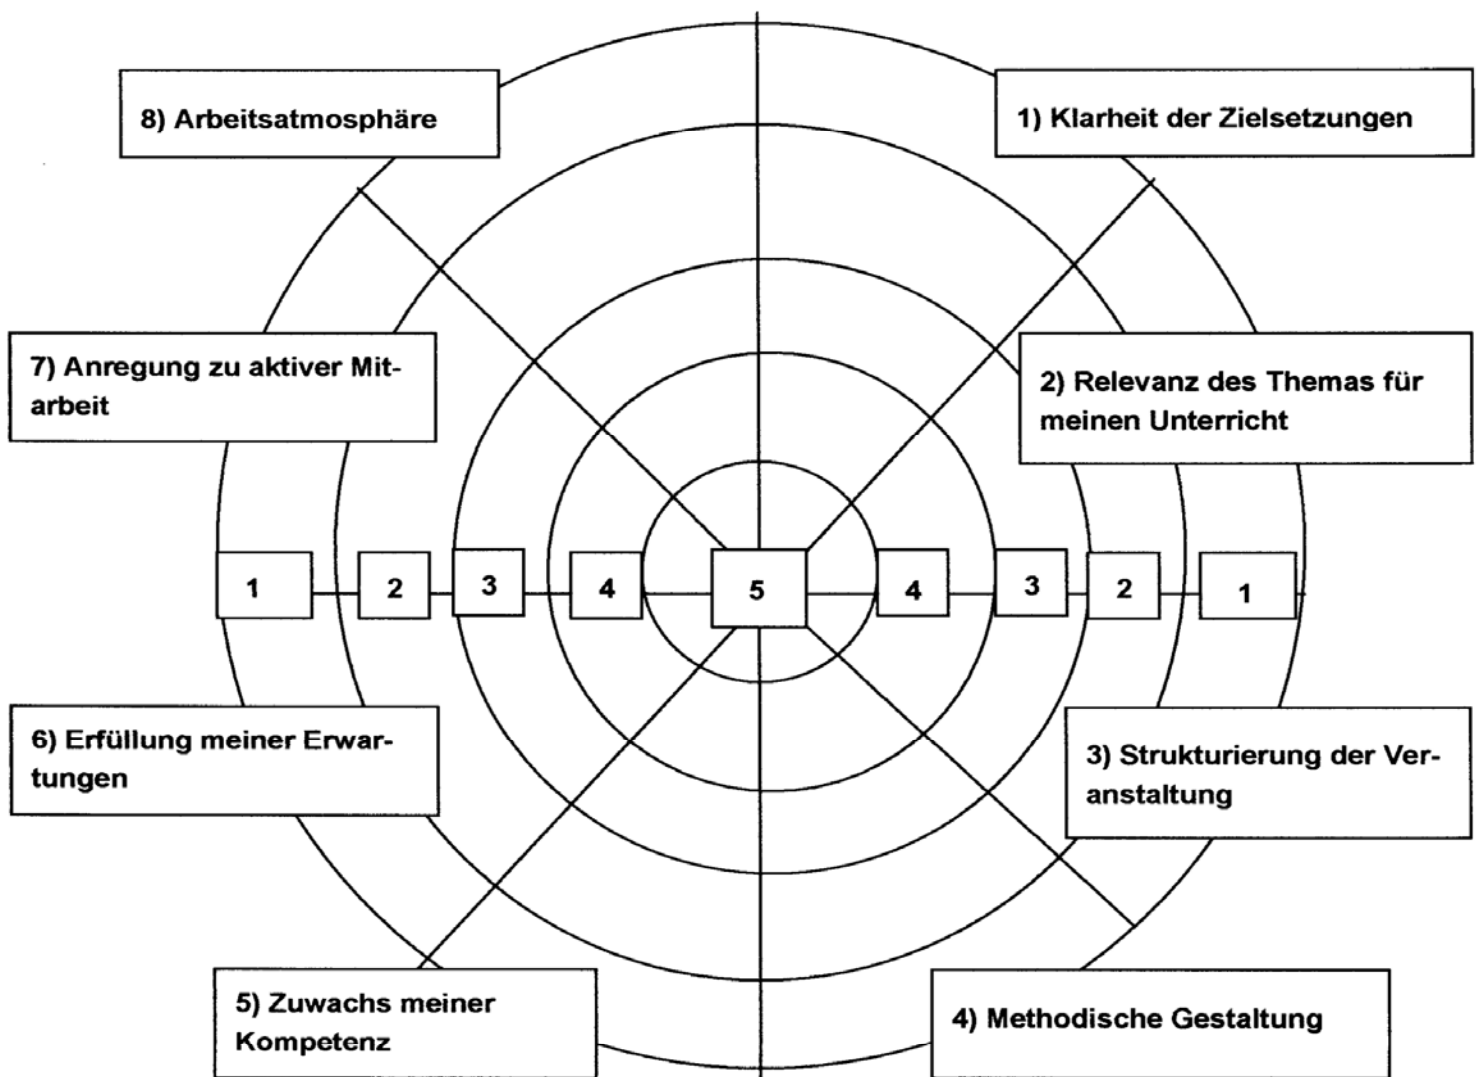 8) Arbeitsatmosphäre
1) Klarheit der Zielsetzungen
7) Anregung zu aktiver Mit-
arbeit
2) Relevanz des Themas für
meinen Unterricht
1 2 3 4 5 4 3 2 1
6) Erfüllung meiner Erwar-
tungen
3) Strukturierung der Ver-
anstaltung
5) Zuwachs meiner
Kompetenz
4) Methodische Gestaltung